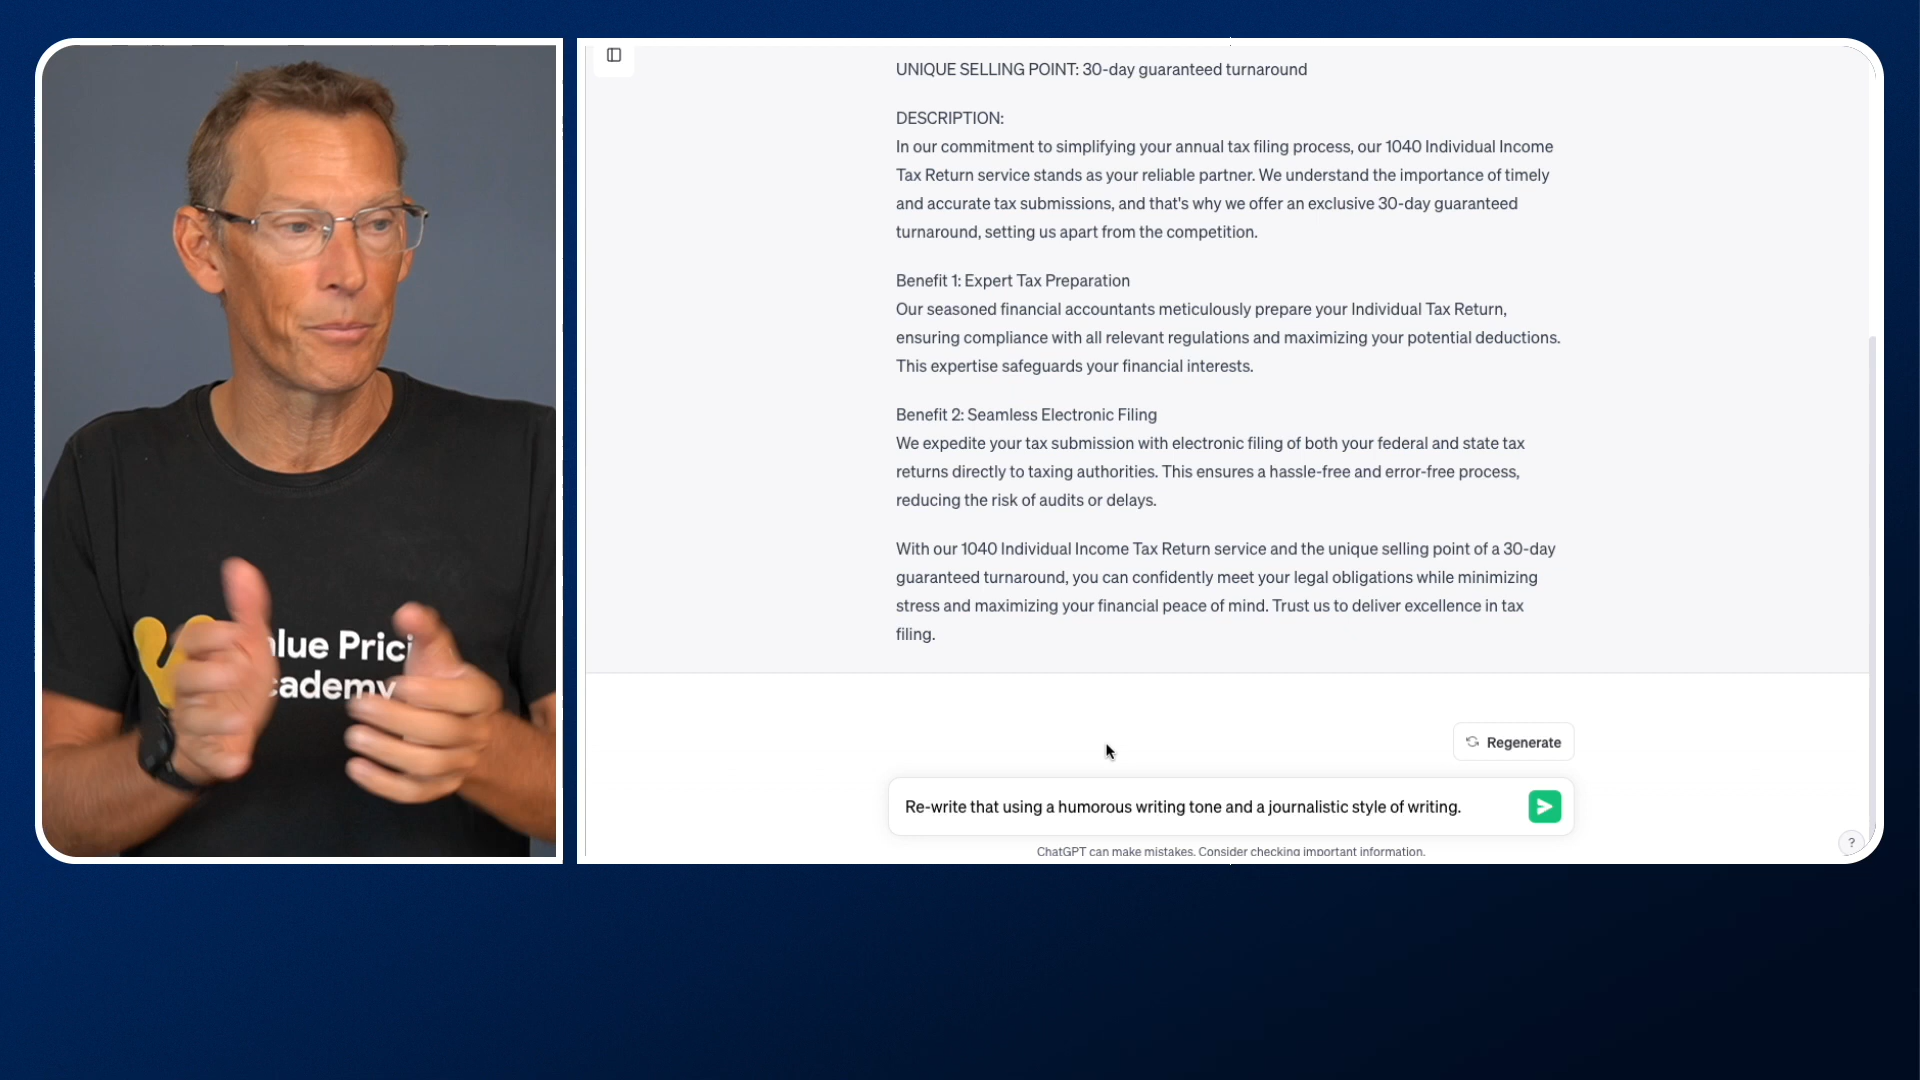 UNIQUE SELLING POINT: 30-day guaranteed turnaround
DESCRIPTION:
In our commitment to simplifying your annual tax filing process, our 1040 Individual Income
Tax Return service stands as your reliable partner. We understand the importance of timely
and accurate tax submissions, and that's why we offer an exclusive 30-day guaranteed
turnaround, setting us apart from the competition.
Benefit 1: Expert Tax Preparation
Our seasoned financial accountants meticulously prepare your Individual Tax Return,
ensuring compliance with all relevant regulations and maximizing your potential deductions.
This expertise safeguards your financial interests.
Benefit 2: Seamless Electronic Filing
We expedite your tax submission with electronic filing of both your federal and state tax
returns directly to taxing authorities. This ensures a hassle-free and error-free process,
reducing the risk of audits or delays.
With our 1040 Individual Income Tax Return service and the unique selling point of a 30-day
guaranteed turnaround, you can confidently meet your legal obligations while minimizing
stress and maximizing your financial peace of mind. Trust us to deliver excellence in tax
filing.
Regenerate
Re-write that using a humorous writing tone and a journalistic style of writing.
ChatGPT can make mistakes. Consider checking important information.
?
lue Prici
cademy